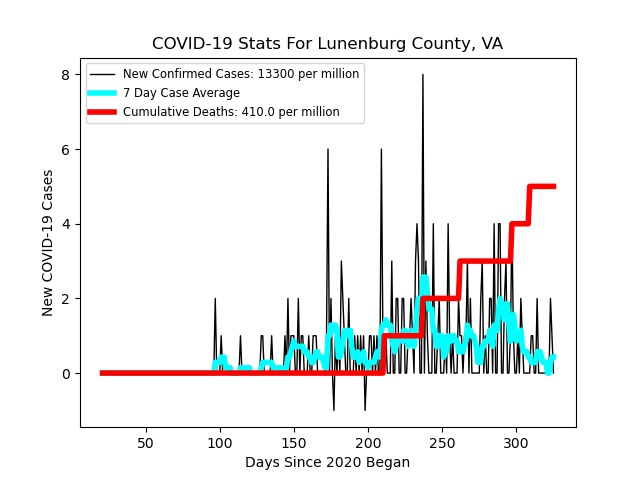 COVID-19 Stats For Lunenburg County, VA
New Confirmed Cases: 13300 per million
7 Day Case Average
Cumulative Deaths: 410.0 per million
New COVID-19 Cases
8
6
4
2
0
50 100 150 200 250 300
Days Since 2020 Began